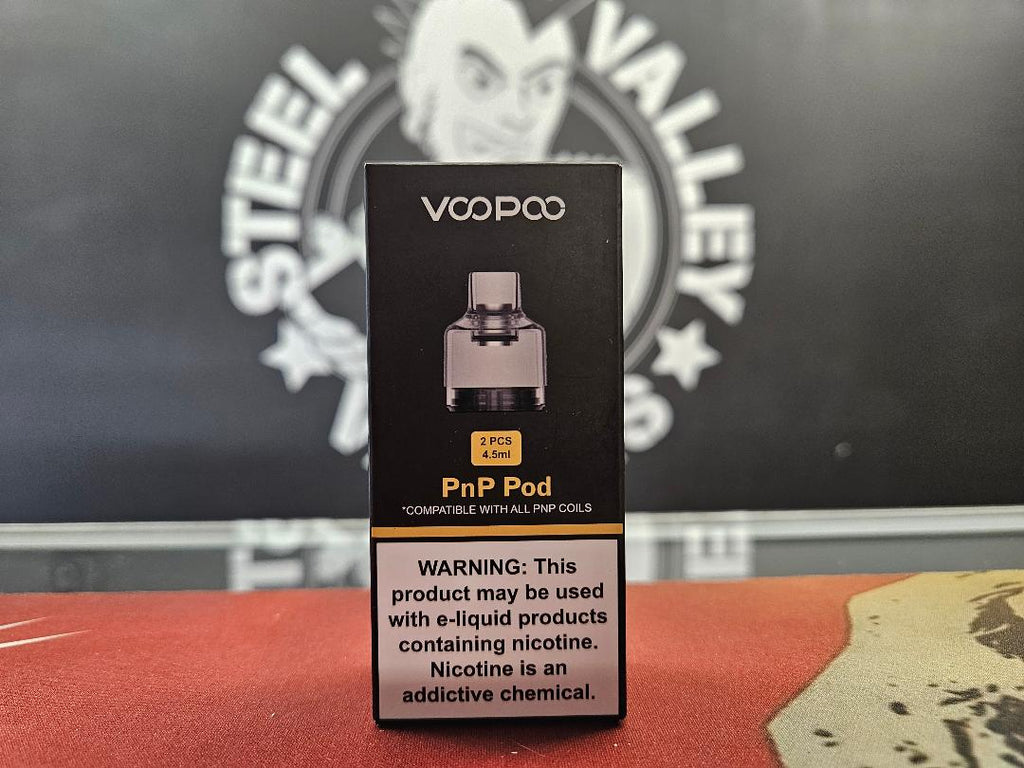 STEEL VALLEY
VOOPOO
2 PCS
4.5ml
PnP Pod
*COMPATIBLE WITH ALL PNP COILS
WARNING: This
product may be used
with e-liquid products
containing nicotine.
Nicotine is an
addictive chemical.